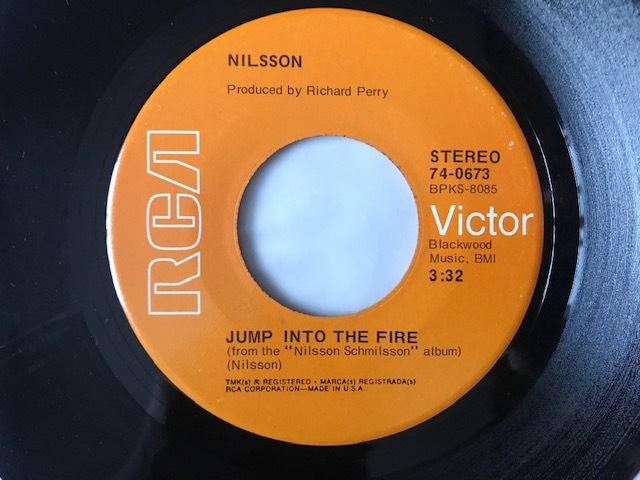 NILSSON
Produced by Richard Perry
RCA
STEREO
74-0673
BPKS-8085
Victor
Blackwood
Music, BMI
3:32
JUMP INTO THE FIRE
(from the "Nilsson Schmilsson" album)
(Nilsson)
TMK(s) ® REGISTERED • MARCA(s) REGISTRADA(s)
RCA CORPORATION—MADE IN U.S.A.